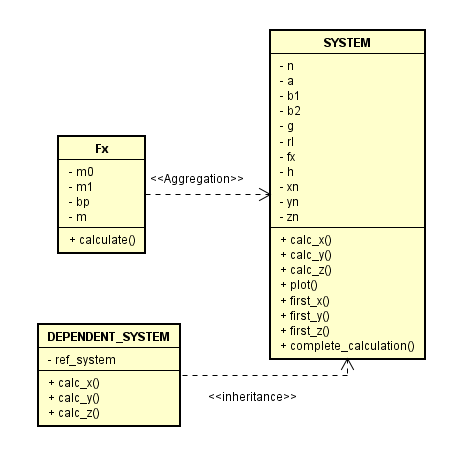 SYSTEM
- n
- a
- b1
- b2
- g
- rl
- fx
- h
- xn
- yn
- zn
+ calc_x()
+ calc_y()
+ calc_z()
+ plot()
+ first_x()
+ first_y()
+ first_z()
+ complete_calculation()
Fx
- m0
- m1
- bp
- m
+ calculate()
<<Aggregation>>
DEPENDENT_SYSTEM
- ref_system
+ calc_x()
+ calc_y()
+ calc_z()
<<inheritance>>